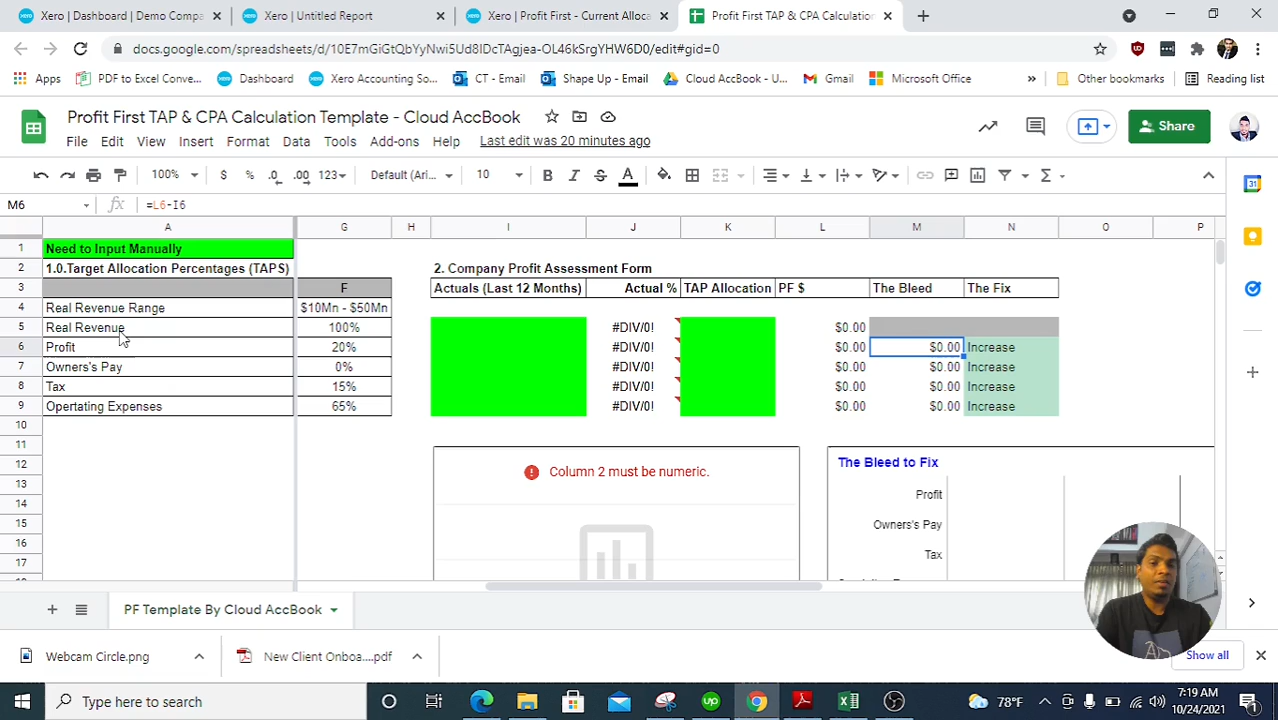 Xero | Dashboard | Demo Compa
Xero | Untitled Report
Xero | Profit First - Current Alloca
Profit First TAP & CPA Calculation
docs.google.com/spreadsheets/d/10E7mGiGtQbYyNwi5Ud8IDcTAgjea-OL46kSrgYHW6D0/edit#gid=0
Apps
PDF to Excel Conve...
Dashboard
Xero Accounting So...
CT - Email
Shape Up - Email
Cloud AccBook - U...
Gmail
Microsoft Office
»
Other bookmarks
Reading list
Profit First TAP & CPA Calculation Template - Cloud AccBook
File Edit View Insert Format Data Tools Add-ons Help Last edit was 20 minutes ago
Share
100% $ % .0 .00 123 Default (Ari... 10 B I S A Σ
M6 fx =L6-I6
A G H I J K L M N O P
1 Need to Input Manually
2 1.0.Target Allocation Percentages (TAPS) 2. Company Profit Assessment Form
3 F Actuals (Last 12 Months) Actual % TAP Allocation PF $ The Bleed The Fix
4 Real Revenue Range $10Mn - $50Mn
5 Real Revenue 100% #DIV/0! $0.00
6 Profit 20% #DIV/0! $0.00 $0.00 Increase
7 Owners's Pay 0% #DIV/0! $0.00 $0.00 Increase
8 Tax 15% #DIV/0! $0.00 $0.00 Increase
9 Opertating Expenses 65% #DIV/0! $0.00 $0.00 Increase
10
11
12
13
14
15
16
17
Column 2 must be numeric.
The Bleed to Fix
Profit
Owners's Pay
Tax
PF Template By Cloud AccBook
Webcam Circle.png
New Client Onboa....pdf
Show all
Type here to search
78°F
7:19 AM
10/24/2021